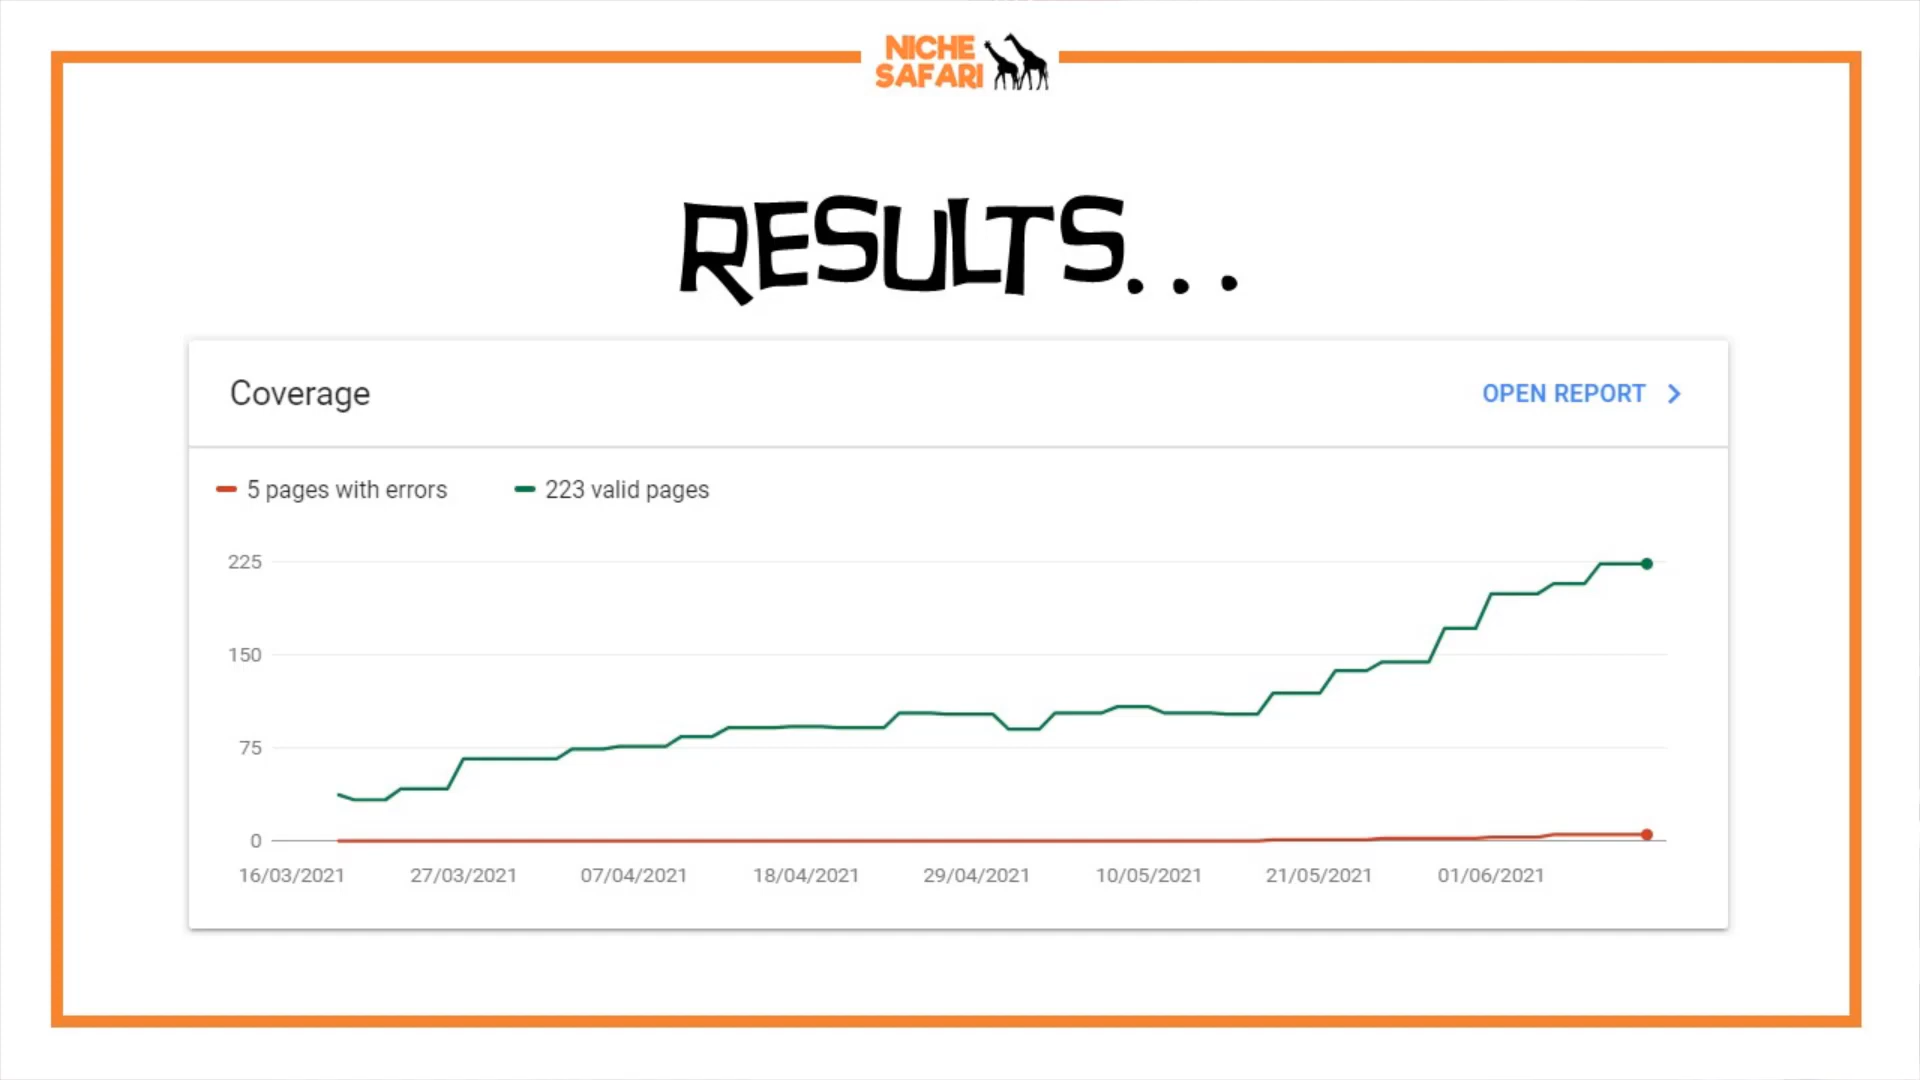 NICHE
SAFARI
RESULTS...
Coverage
OPEN REPORT
5 pages with errors
223 valid pages
225
150
75
0
16/03/2021
27/03/2021
07/04/2021
18/04/2021
29/04/2021
10/05/2021
21/05/2021
01/06/2021